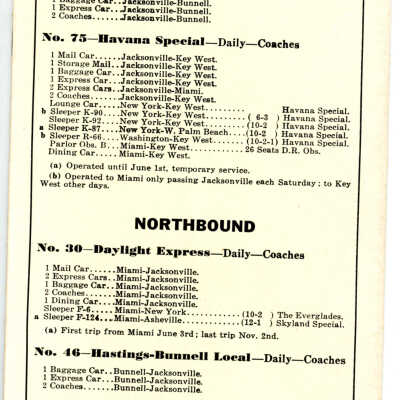 1 Baggage Car..Jacksonville-Bunnell.
1 Express Car...Jacksonville-Bunnell.
2 Coaches......Jacksonville-Bunnell.
No. 75—Havana Special—Daily—Coaches
1 Mail Car.....Jacksonville-Key West.
1 Storage Mail..Jacksonville-Key West.
1 Baggage Car..Jacksonville-Key West.
1 Express Car...Jacksonville-Key West.
2 Express Cars..Jacksonville-Miami.
2 Coaches......Jacksonville-Key West.
Lounge Car.....New York-Key West......... Havana Special.
b Sleeper K-90....New York-Key West.........( 6-3 ) Havana Special.
Sleeper K-92....New York-Key West.........(10-2 ) Havana Special.
a Sleeper K-87....New York-W. Palm Beach....(10-2 ) Havana Special.
b Sleeper R-66....Washington-Key West.......(10-2-1) Havana Special.
Parlor Obs. B...Miami-Key West............ 26 Seats D.R. Obs.
Dining Car.....Miami-Key West.
(a) Operated until June 1st, temporary service.
(b) Operated to Miami only passing Jacksonville each Saturday; to Key
West other days.
NORTHBOUND
No. 30—Daylight Express—Daily—Coaches
1 Mail Car......Miami-Jacksonville.
2 Express Cars..Miami-Jacksonville.
1 Baggage Car..Miami-Jacksonville.
2 Coaches.......Miami-Jacksonville.
1 Dining Car....Miami-Jacksonville.
Sleeper F-6.....Miami-New York............(10-2 ) The Everglades.
a Sleeper F-124...Miami-Asheville............(12-1 ) Skyland Special.
(a) First trip from Miami June 3rd; last trip Nov. 2nd.
No. 46—Hastings-Bunnell Local—Daily—Coaches
1 Baggage Car..Bunnell-Jacksonville.
1 Express Car...Bunnell-Jacksonville.
2 Coaches......Bunnell-Jacksonville.